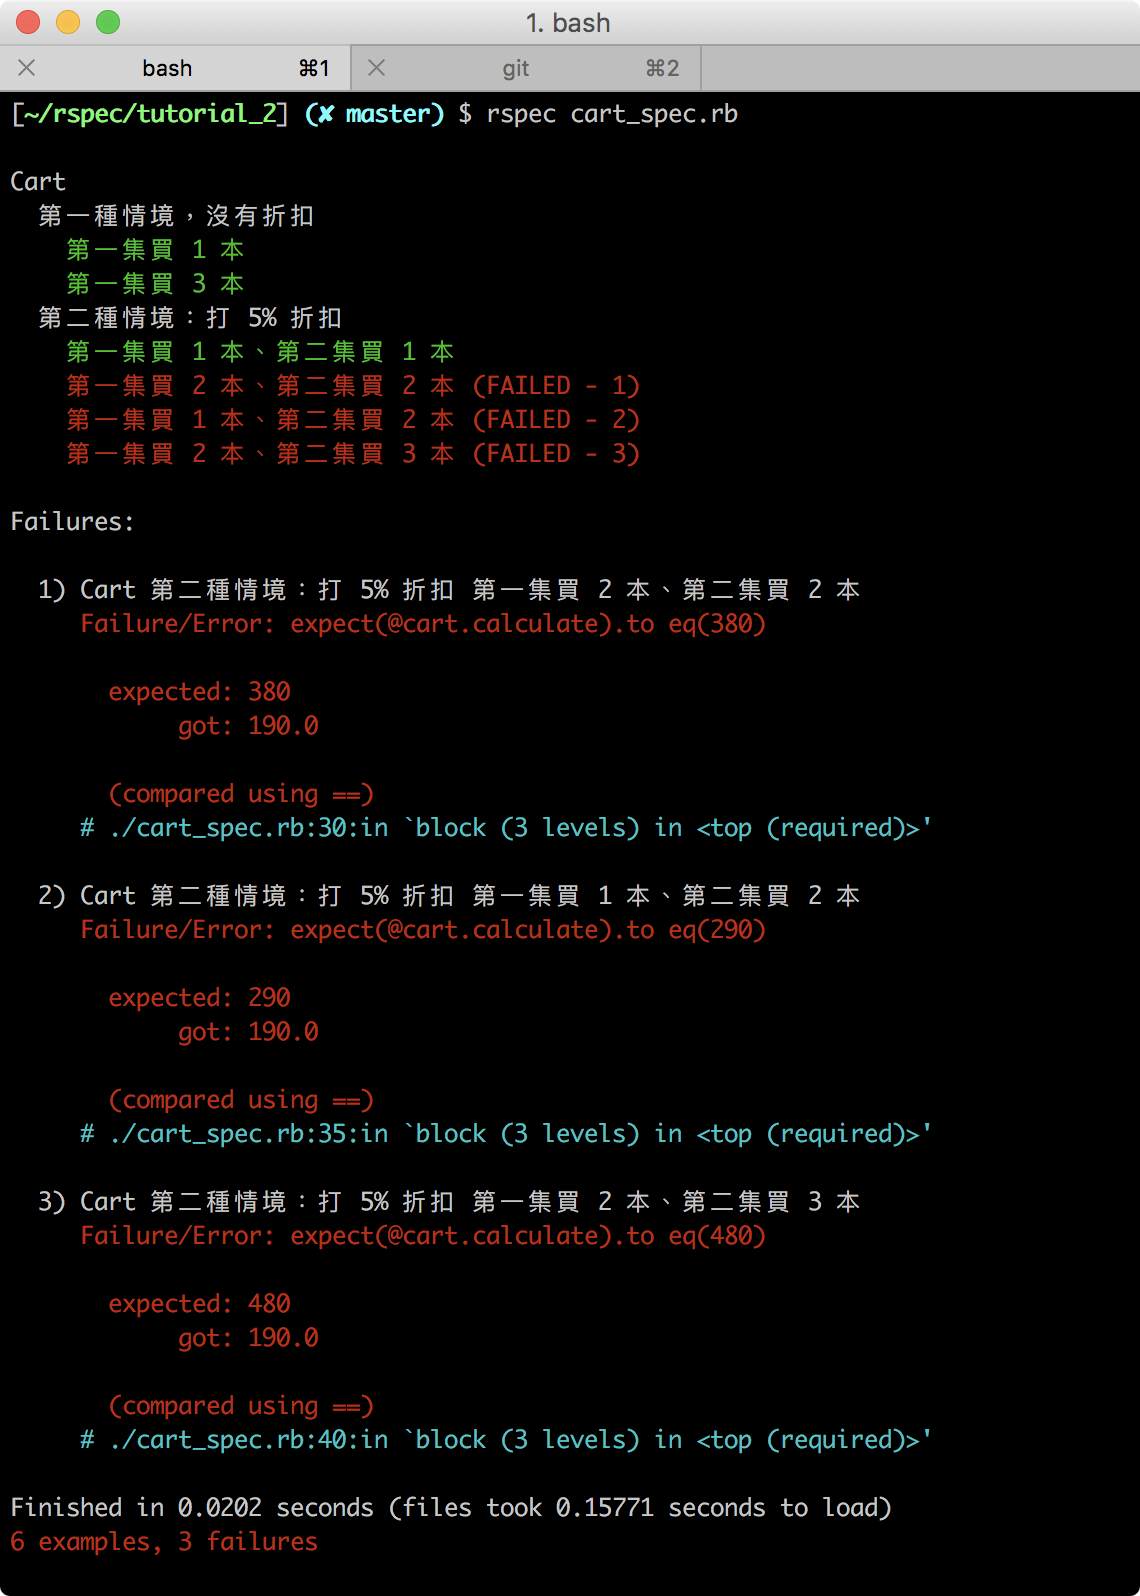 1. bash
bash ⌘1 git ⌘2
[~/rspec/tutorial_2] (✘ master) $ rspec cart_spec.rb
Cart
第一種情境，沒有折扣
第一集買 1 本
第一集買 3 本
第二種情境：打 5% 折扣
第一集買 1 本、第二集買 1 本
第一集買 2 本、第二集買 2 本 (FAILED - 1)
第一集買 1 本、第二集買 2 本 (FAILED - 2)
第一集買 2 本、第二集買 3 本 (FAILED - 3)
Failures:
1) Cart 第二種情境：打 5% 折扣 第一集買 2 本、第二集買 2 本
Failure/Error: expect(@cart.calculate).to eq(380)
expected: 380
got: 190.0
(compared using ==)
# ./cart_spec.rb:30:in `block (3 levels) in <top (required)>'
2) Cart 第二種情境：打 5% 折扣 第一集買 1 本、第二集買 2 本
Failure/Error: expect(@cart.calculate).to eq(290)
expected: 290
got: 190.0
(compared using ==)
# ./cart_spec.rb:35:in `block (3 levels) in <top (required)>'
3) Cart 第二種情境：打 5% 折扣 第一集買 2 本、第二集買 3 本
Failure/Error: expect(@cart.calculate).to eq(480)
expected: 480
got: 190.0
(compared using ==)
# ./cart_spec.rb:40:in `block (3 levels) in <top (required)>'
Finished in 0.0202 seconds (files took 0.15771 seconds to load)
6 examples, 3 failures